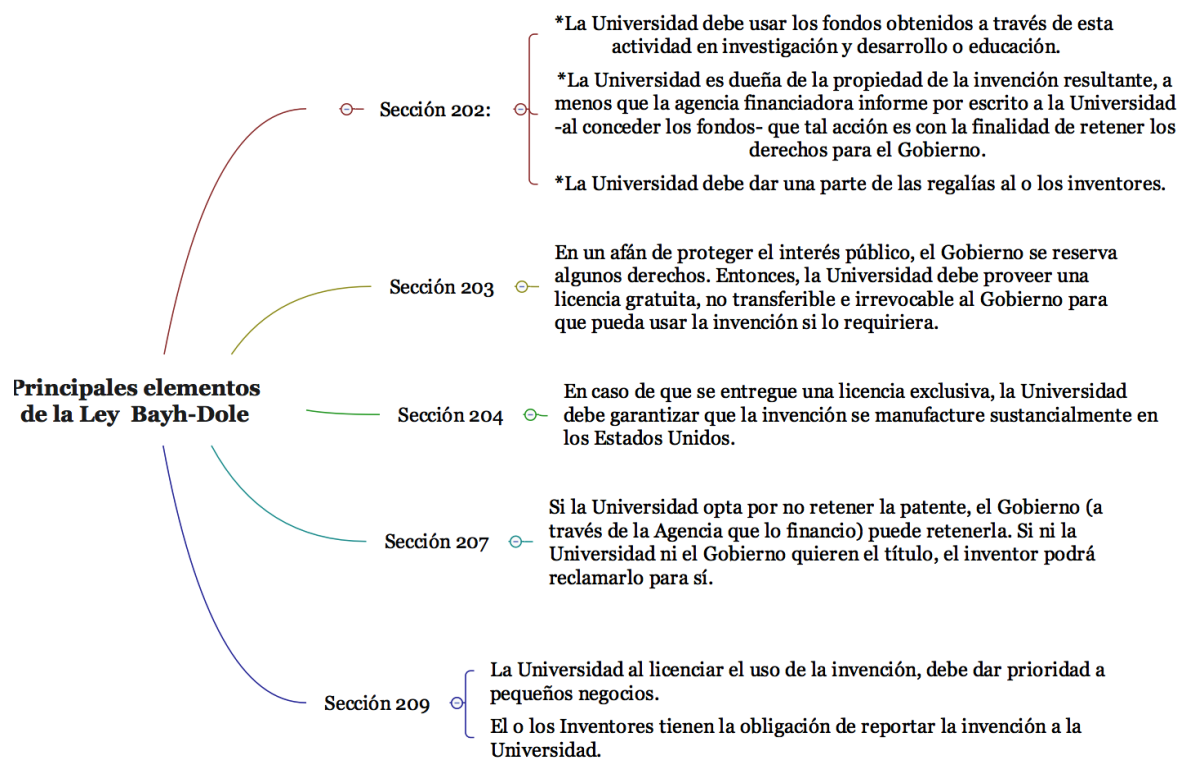 *La Universidad debe usar los fondos obtenidos a través de esta
actividad en investigación y desarrollo o educación.
Sección 202:
*La Universidad es dueña de la propiedad de la invención resultante, a
menos que la agencia financiadora informe por escrito a la Universidad
-al conceder los fondos- que tal acción es con la finalidad de retener los
derechos para el Gobierno.
*La Universidad debe dar una parte de las regalías al o los inventores.
Sección 203
En un afán de proteger el interés público, el Gobierno se reserva
algunos derechos. Entonces, la Universidad debe proveer una
licencia gratuita, no transferible e irrevocable al Gobierno para
que pueda usar la invención si lo requiriera.
Principales elementos
de la Ley  Bayh-Dole
Sección 204
En caso de que se entregue una licencia exclusiva, la Universidad
debe garantizar que la invención se manufacture sustancialmente en
los Estados Unidos.
Sección 207
Si la Universidad opta por no retener la patente, el Gobierno (a
través de la Agencia que lo financio) puede retenerla. Si ni la
Universidad ni el Gobierno quieren el título, el inventor podrá
reclamarlo para sí.
Sección 209
La Universidad al licenciar el uso de la invención, debe dar prioridad a
pequeños negocios.
El o los Inventores tienen la obligación de reportar la invención a la
Universidad.